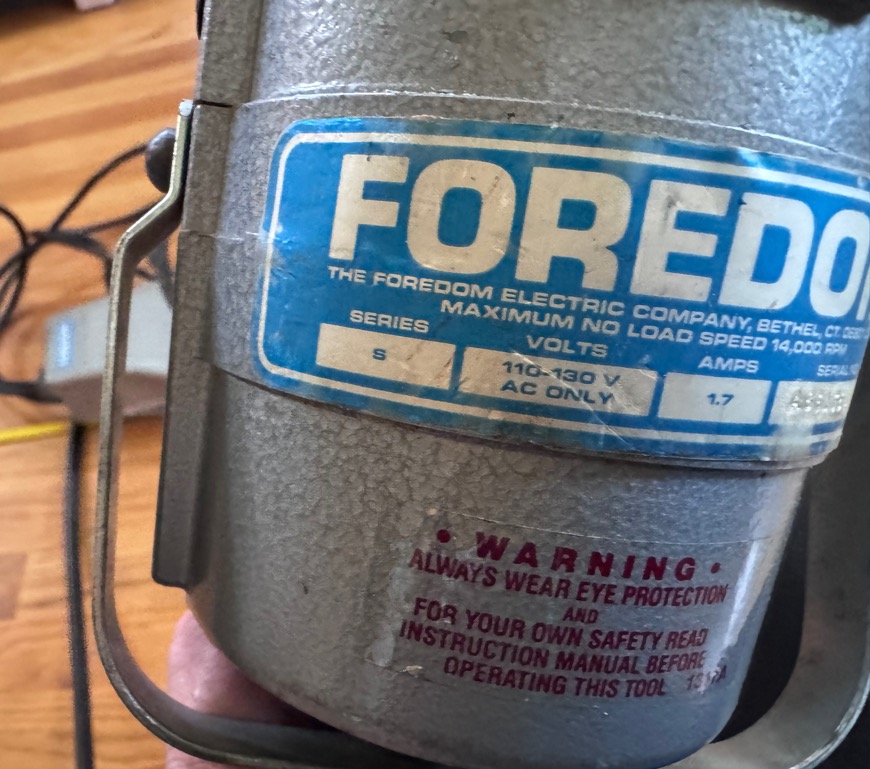 FOREDO
THE FOREDOM ELECTRIC COMPANY, BETHEL, CT.
MAXIMUM NO LOAD SPEED 14,000 RPM
SERIES VOLTS AMPS SERIAL
S 110-130 V AC ONLY 1.7
• WARNING •
ALWAYS WEAR EYE PROTECTION
AND
FOR YOUR OWN SAFETY READ
INSTRUCTION MANUAL BEFORE
OPERATING THIS TOOL